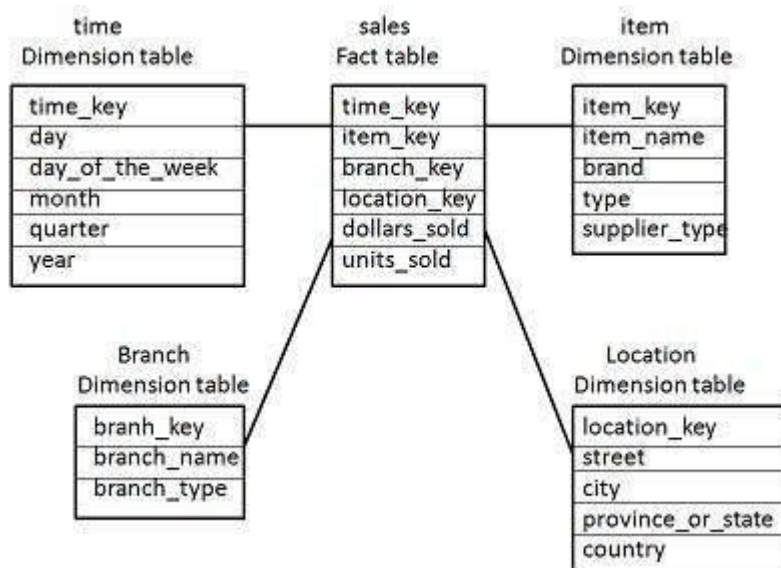 time
Dimension table
time_key
day
day_of_the_week
month
quarter
year
sales
Fact table
time_key
item_key
branch_key
location_key
dollars_sold
units_sold
item
Dimension table
item_key
item_name
brand
type
supplier_type
Branch
Dimension table
branh_key
branch_name
branch_type
Location
Dimension table
location_key
street
city
province_or_state
country